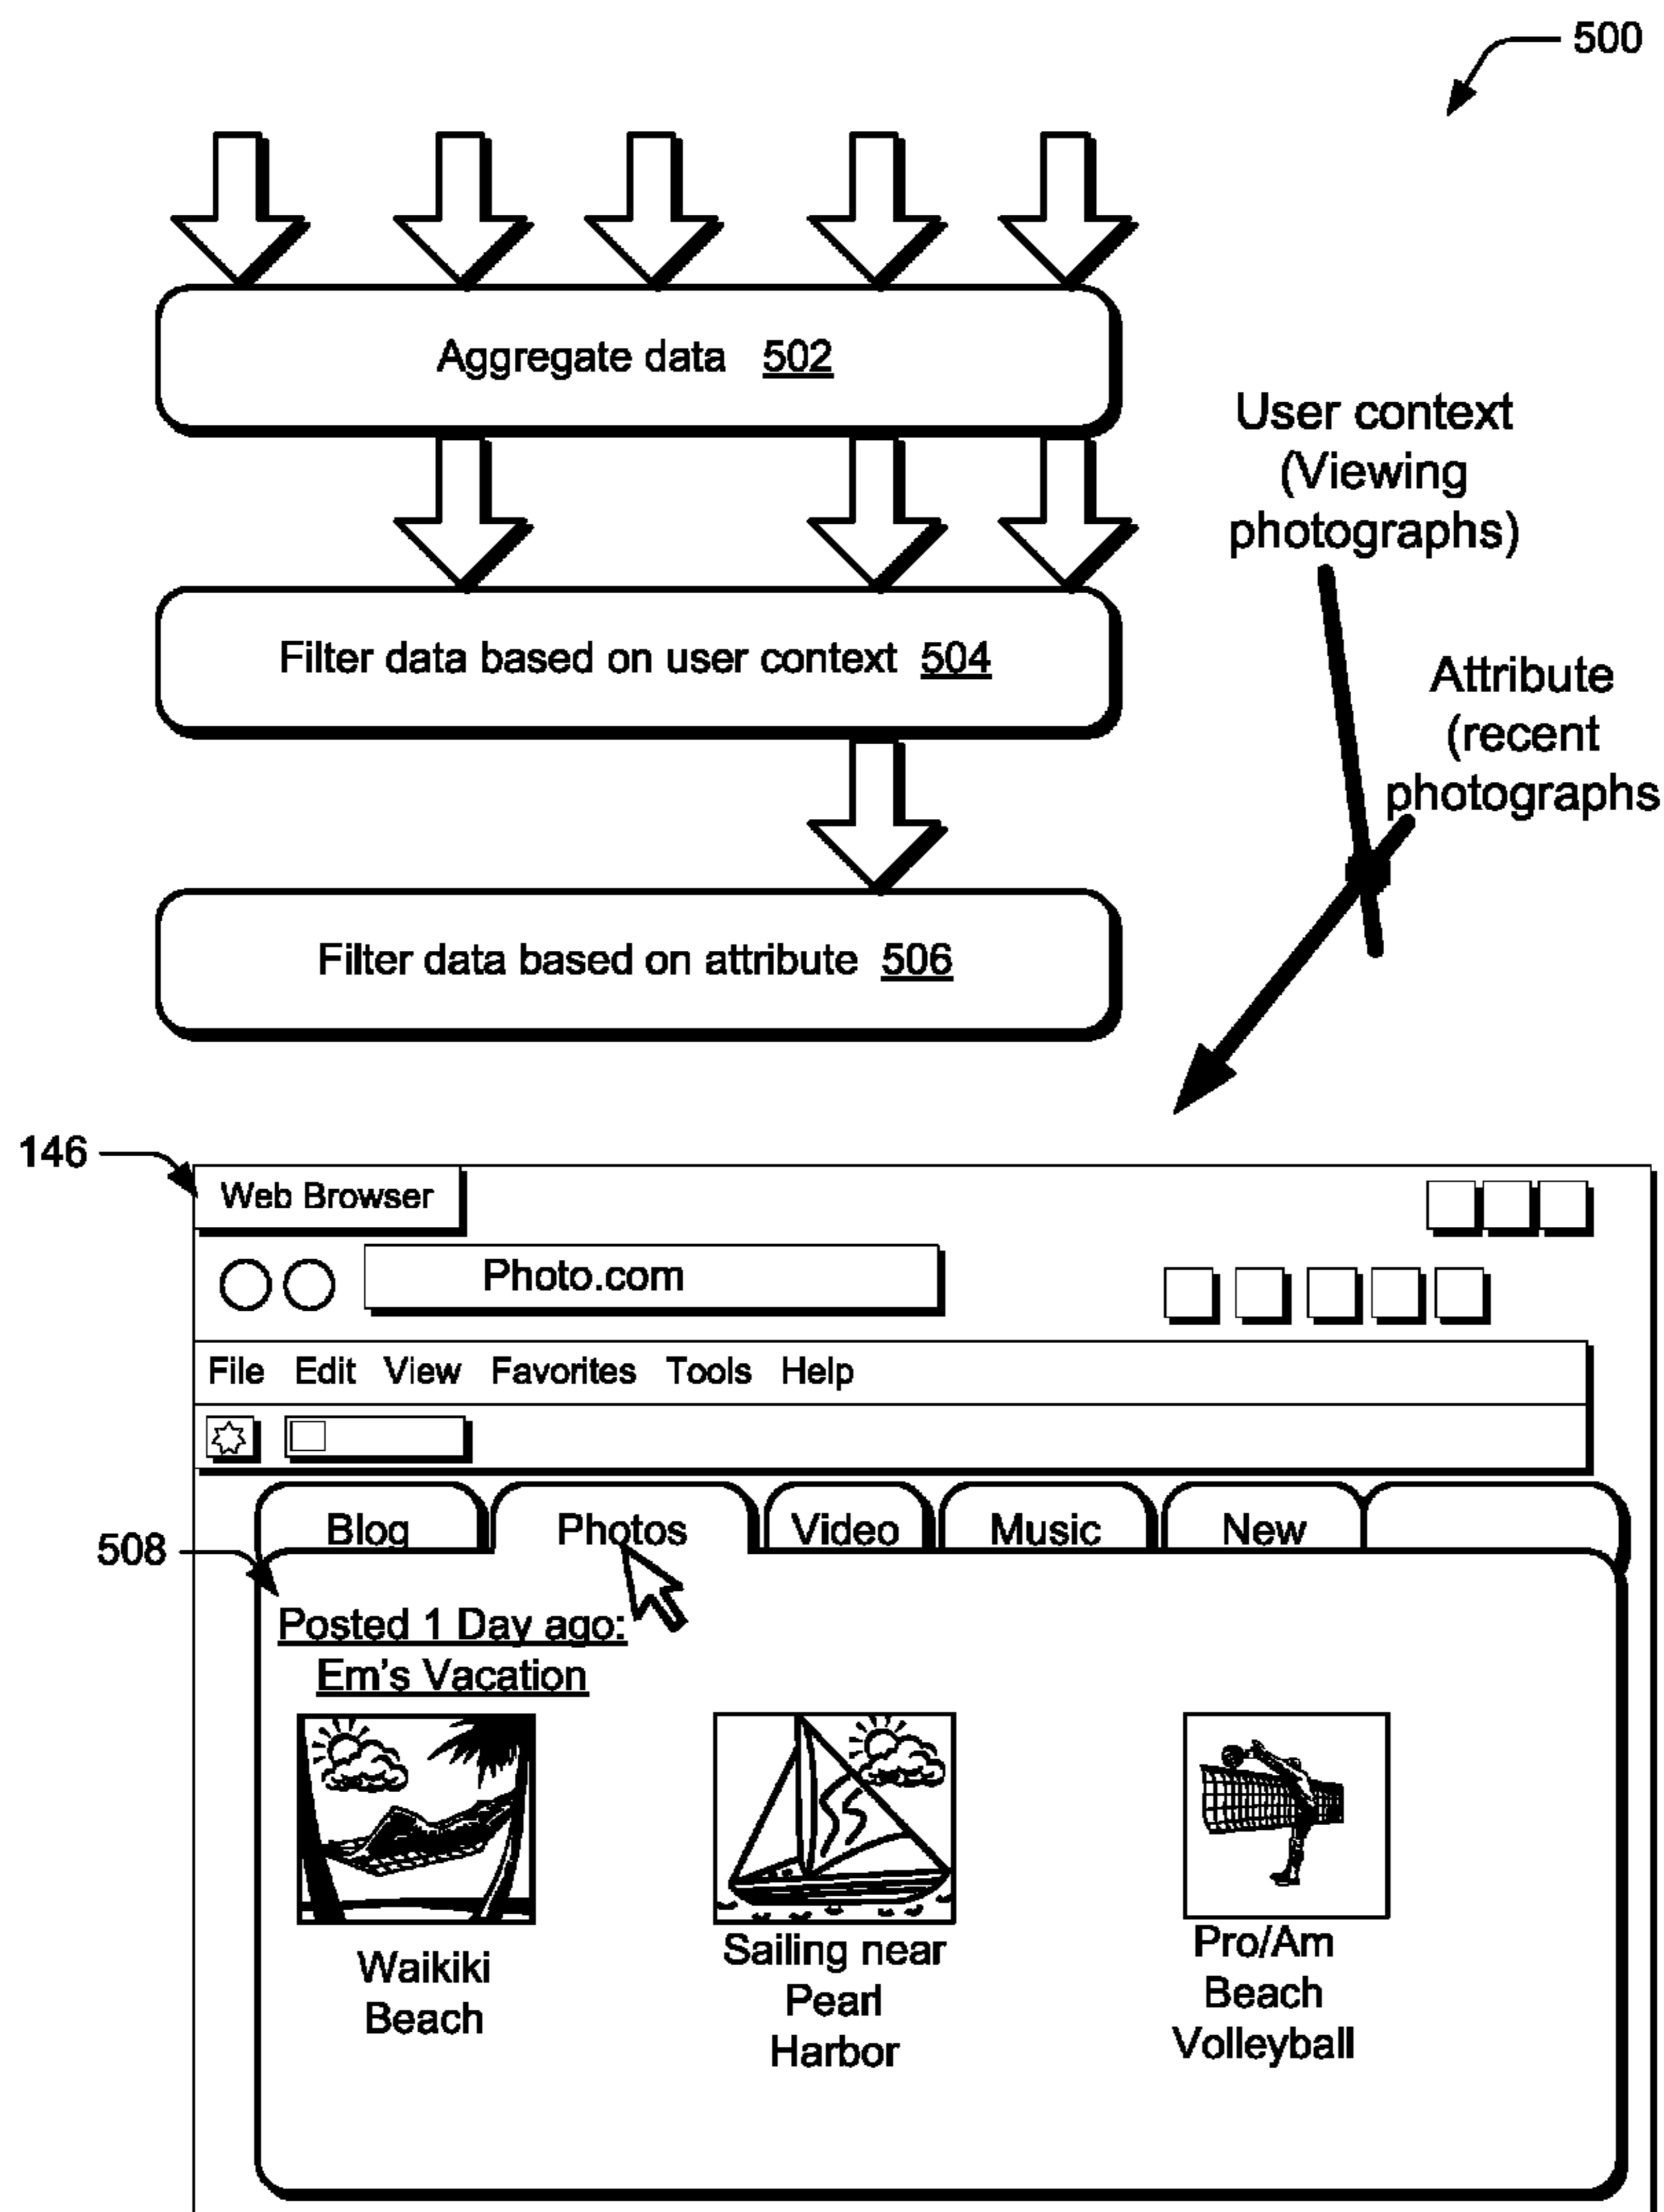 500
Aggregate data 502
User context
(Viewing
photographs)
Filter data based on user context 504
Attribute
(recent
photographs
Filter data based on attribute 506
146
Web Browser
Photo.com
File Edit View Favorites Tools Help
Blog Photos Video Music New
508
Posted 1 Day ago:
Em's Vacation
Waikiki
Beach
Sailing near
Pearl
Harbor
Pro/Am
Beach
Volleyball